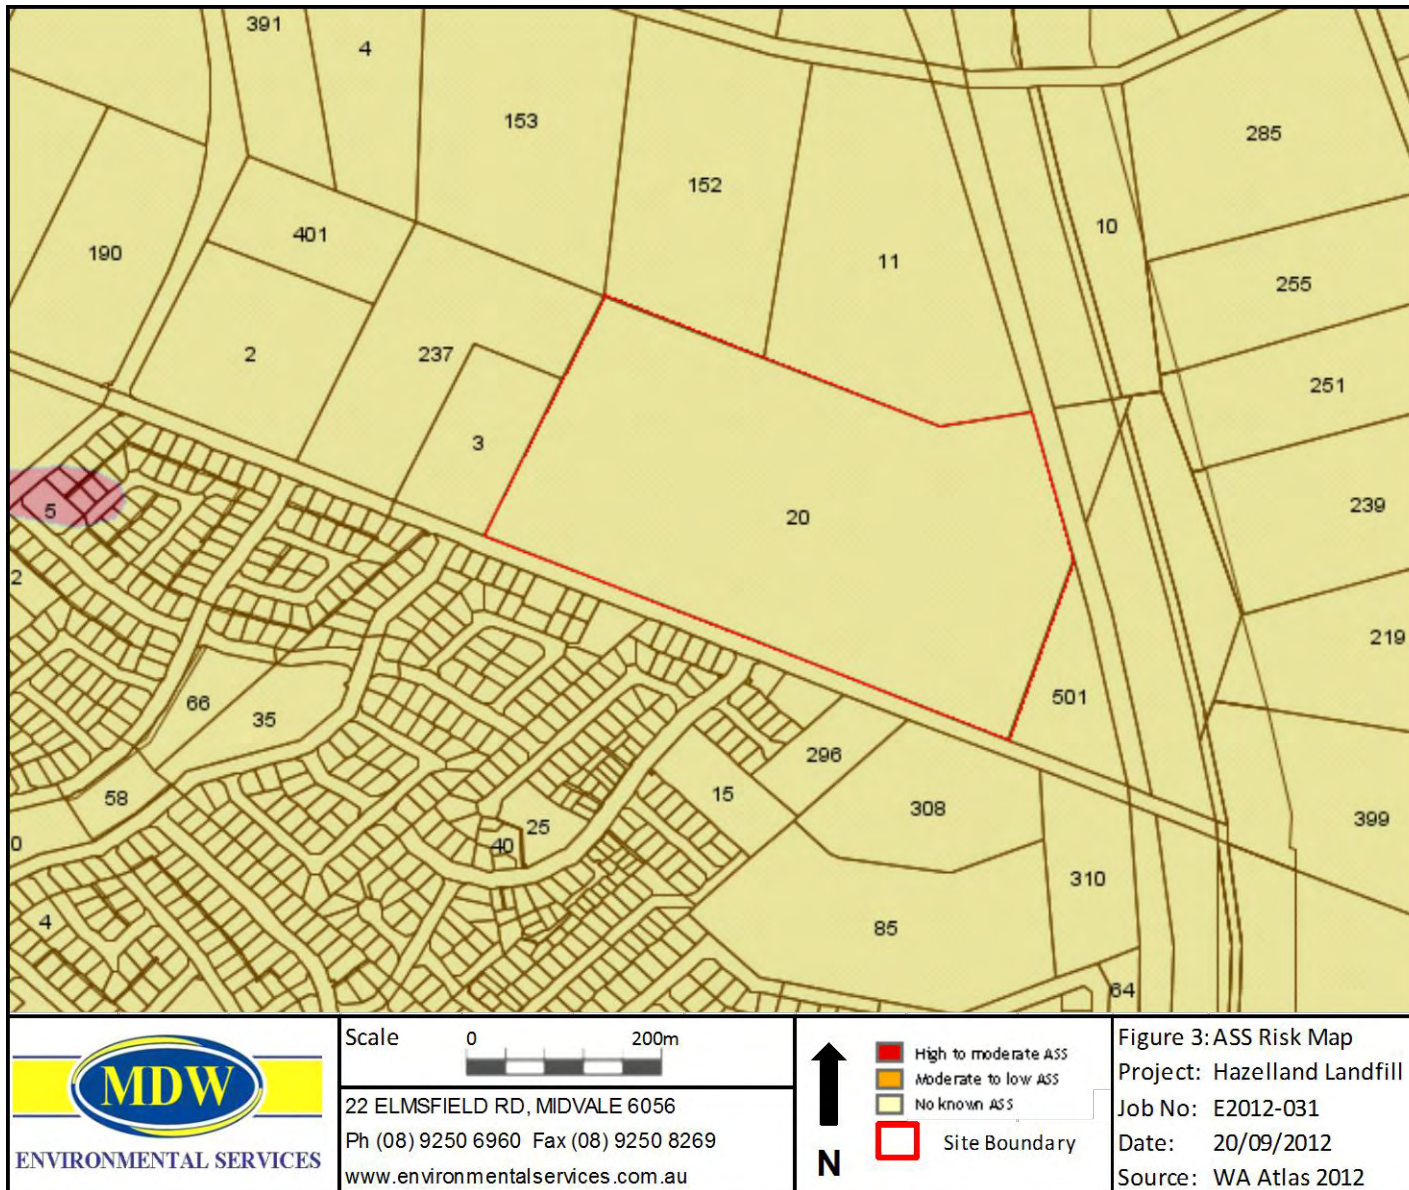 391
4
153
285
152
10
190
401
11
255
2
237
251
3
5
20
239
2
219
66
35
501
296
58
15
308
25
399
0
40
310
4
85
64
MDW
ENVIRONMENTAL SERVICES
Scale 0 200m
22 ELMSFIELD RD, MIDVALE 6056
Ph (08) 9250 6960 Fax (08) 9250 8269
www.environmentalservices.com.au
N
High to moderate ASS
Moderate to low ASS
No known ASS
Site Boundary
Figure 3: ASS Risk Map
Project: Hazelland Landfill
Job No: E2012-031
Date: 20/09/2012
Source: WA Atlas 2012